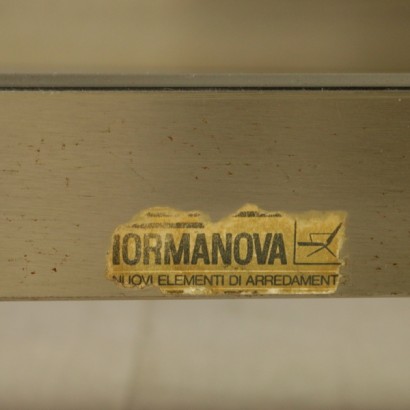 IORMANOVA
NUOVI ELEMENTI DI ARREDAMENT